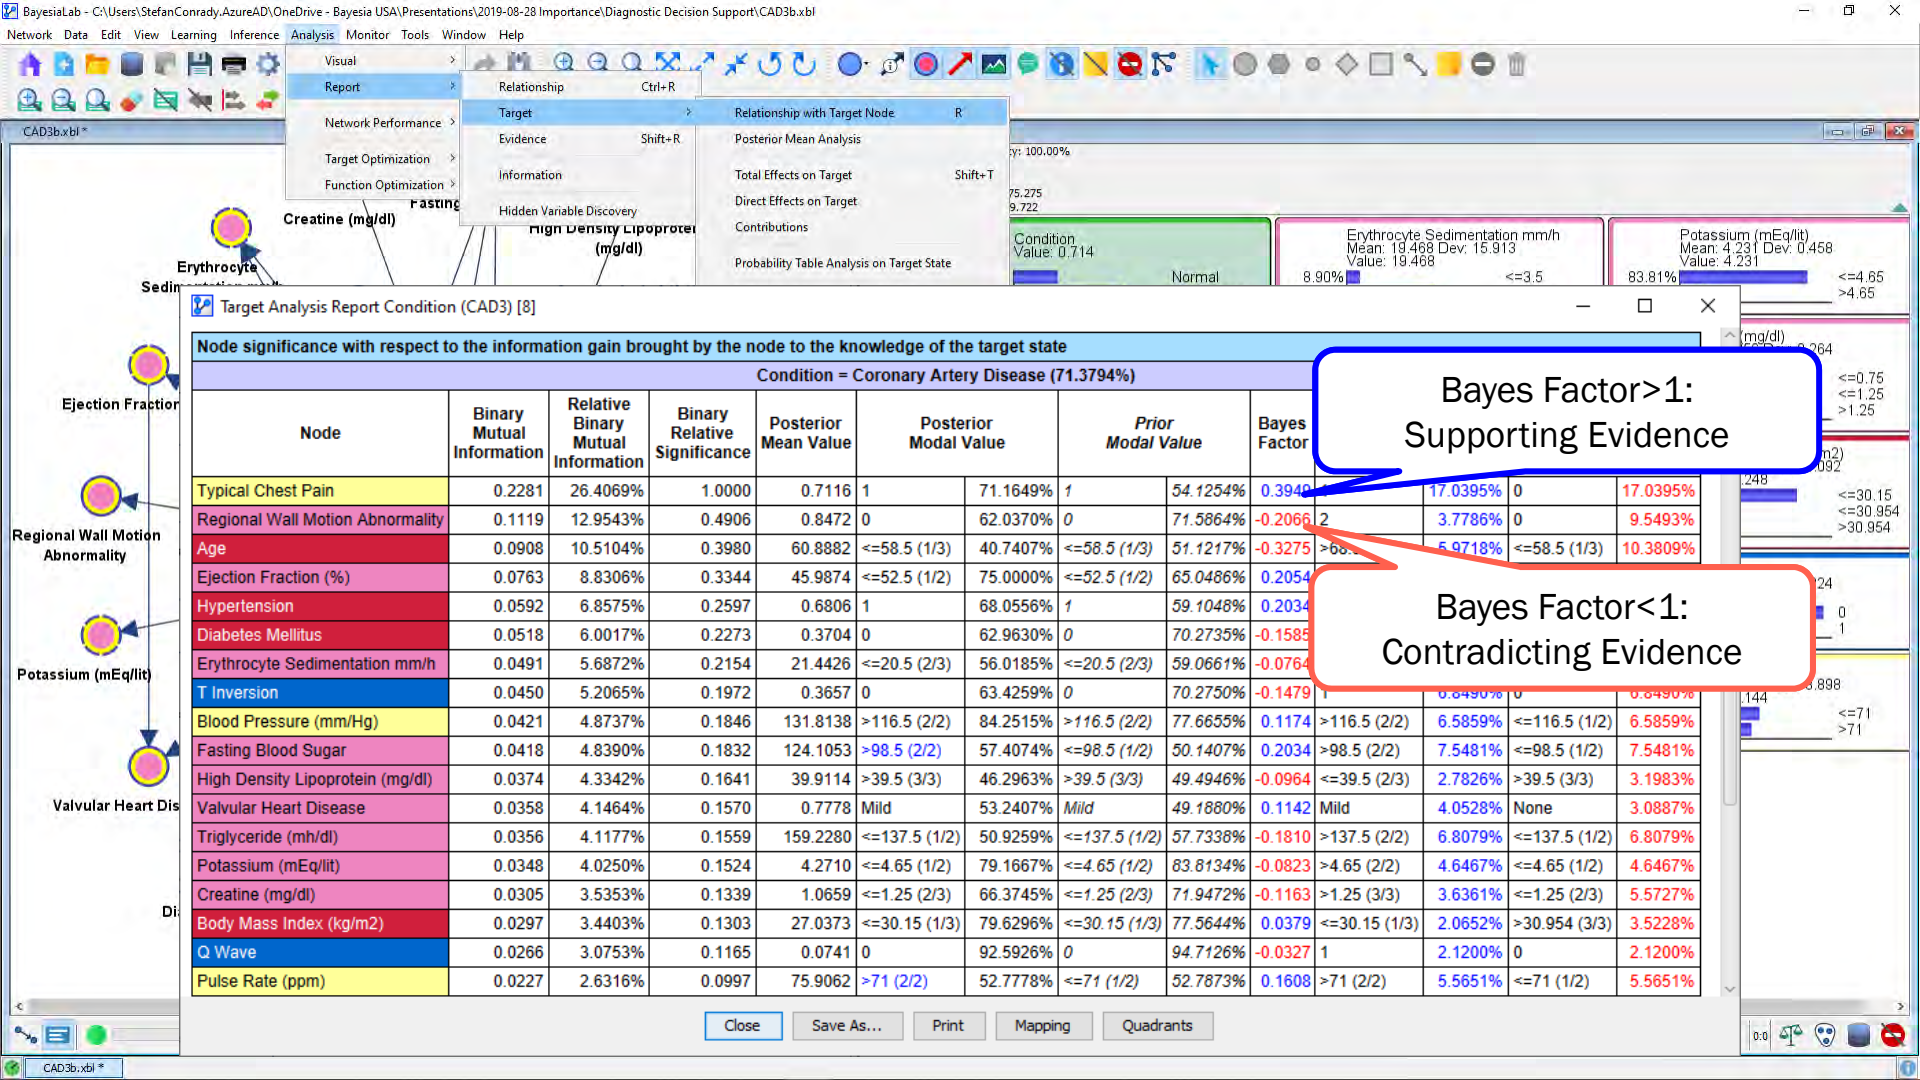 BayesiaLab - C:\Users\StefanConrady.AzureAD\OneDrive - Bayesia USA\Presentations\2019-08-28 Importance\Diagnostic Decision Support\CAD3b.xbl
Network Data Edit View Learning Inference Analysis Monitor Tools Window Help
Visual
Report
Network Performance
Target Optimization
Function Optimization
Relationship Ctrl+R
Target
Evidence Shift+R
Information
Hidden Variable Discovery
Relationship with Target Node R
Posterior Mean Analysis
Total Effects on Target Shift+T
Direct Effects on Target
Contributions
Probability Table Analysis on Target State
CAD3b.xbl *
100.00%
75.275
9.722
Creatine (mg/dl)
Fasting
High Density Lipoprotei
(mg/dl)
Erythrocyte
Ejection Fraction
Regional Wall Motion
Abnormality
Potassium (mEq/lit)
Valvular Heart Dis
Condition
Value: 0.714
Normal
Erythrocyte Sedimentation mm/h
Mean: 19.468 Dev: 15.913
Value: 19.468
8.90% <=3.5
Potassium (mEq/lit)
Mean: 4.231 Dev: 0.458
Value: 4.231
83.81% <=4.65
>4.65
(mg/dl)
<=0.75
<=1.25
>1.25
.248
<=30.15
<=30.954
>30.954
24
0
1
8.898
.144
<=71
>71
Target Analysis Report Condition (CAD3) [8]
Node significance with respect to the information gain brought by the node to the knowledge of the target state
Condition = Coronary Artery Disease (71.3794%)
Node Binary Mutual Information Relative Binary Mutual Information Binary Relative Significance Posterior Mean Value Posterior Modal Value Prior Modal Value Bayes Factor
Typical Chest Pain 0.2281 26.4069% 1.0000 0.7116 1 71.1649% 1 54.1254% 0.3949 17.0395% 0 17.0395%
Regional Wall Motion Abnormality 0.1119 12.9543% 0.4906 0.8472 0 62.0370% 0 71.5864% -0.2066 2 3.7786% 0 9.5493%
Age 0.0908 10.5104% 0.3980 60.8882 <=58.5 (1/3) 40.7407% <=58.5 (1/3) 51.1217% -0.3275 5.9718% <=58.5 (1/3) 10.3809%
Ejection Fraction (%) 0.0763 8.8306% 0.3344 45.9874 <=52.5 (1/2) 75.0000% <=52.5 (1/2) 65.0486% 0.2054
Hypertension 0.0592 6.8575% 0.2597 0.6806 1 68.0556% 1 59.1048% 0.2034
Diabetes Mellitus 0.0518 6.0017% 0.2273 0.3704 0 62.9630% 0 70.2735% -0.1585
Erythrocyte Sedimentation mm/h 0.0491 5.6872% 0.2154 21.4426 <=20.5 (2/3) 56.0185% <=20.5 (2/3) 59.0661% -0.0764
T Inversion 0.0450 5.2065% 0.1972 0.3657 0 63.4259% 0 70.2750% -0.1479 1 6.8490% 0 6.8490%
Blood Pressure (mm/Hg) 0.0421 4.8737% 0.1846 131.8138 >116.5 (2/2) 84.2515% >116.5 (2/2) 77.6655% 0.1174 >116.5 (2/2) 6.5859% <=116.5 (1/2) 6.5859%
Fasting Blood Sugar 0.0418 4.8390% 0.1832 124.1053 >98.5 (2/2) 57.4074% <=98.5 (1/2) 50.1407% 0.2034 >98.5 (2/2) 7.5481% <=98.5 (1/2) 7.5481%
High Density Lipoprotein (mg/dl) 0.0374 4.3342% 0.1641 39.9114 >39.5 (3/3) 46.2963% >39.5 (3/3) 49.4946% -0.0964 <=39.5 (2/3) 2.7826% >39.5 (3/3) 3.1983%
Valvular Heart Disease 0.0358 4.1464% 0.1570 0.7778 Mild 53.2407% Mild 49.1880% 0.1142 Mild 4.0528% None 3.0887%
Triglyceride (mh/dl) 0.0356 4.1177% 0.1559 159.2280 <=137.5 (1/2) 50.9259% <=137.5 (1/2) 57.7338% -0.1810 >137.5 (2/2) 6.8079% <=137.5 (1/2) 6.8079%
Potassium (mEq/lit) 0.0348 4.0250% 0.1524 4.2710 <=4.65 (1/2) 79.1667% <=4.65 (1/2) 83.8134% -0.0823 >4.65 (2/2) 4.6467% <=4.65 (1/2) 4.6467%
Creatine (mg/dl) 0.0305 3.5353% 0.1339 1.0659 <=1.25 (2/3) 66.3745% <=1.25 (2/3) 71.9472% -0.1163 >1.25 (3/3) 3.6361% <=1.25 (2/3) 5.5727%
Body Mass Index (kg/m2) 0.0297 3.4403% 0.1303 27.0373 <=30.15 (1/3) 79.6296% <=30.15 (1/3) 77.5644% 0.0379 <=30.15 (1/3) 2.0652% >30.954 (3/3) 3.5228%
Q Wave 0.0266 3.0753% 0.1165 0.0741 0 92.5926% 0 94.7126% -0.0327 1 2.1200% 0 2.1200%
Pulse Rate (ppm) 0.0227 2.6316% 0.0997 75.9062 >71 (2/2) 52.7778% <=71 (1/2) 52.7873% 0.1608 >71 (2/2) 5.5651% <=71 (1/2) 5.5651%
Bayes Factor>1:
Supporting Evidence
Bayes Factor<1:
Contradicting Evidence
Close Save As... Print Mapping Quadrants
0:0
CAD3b.xbl *